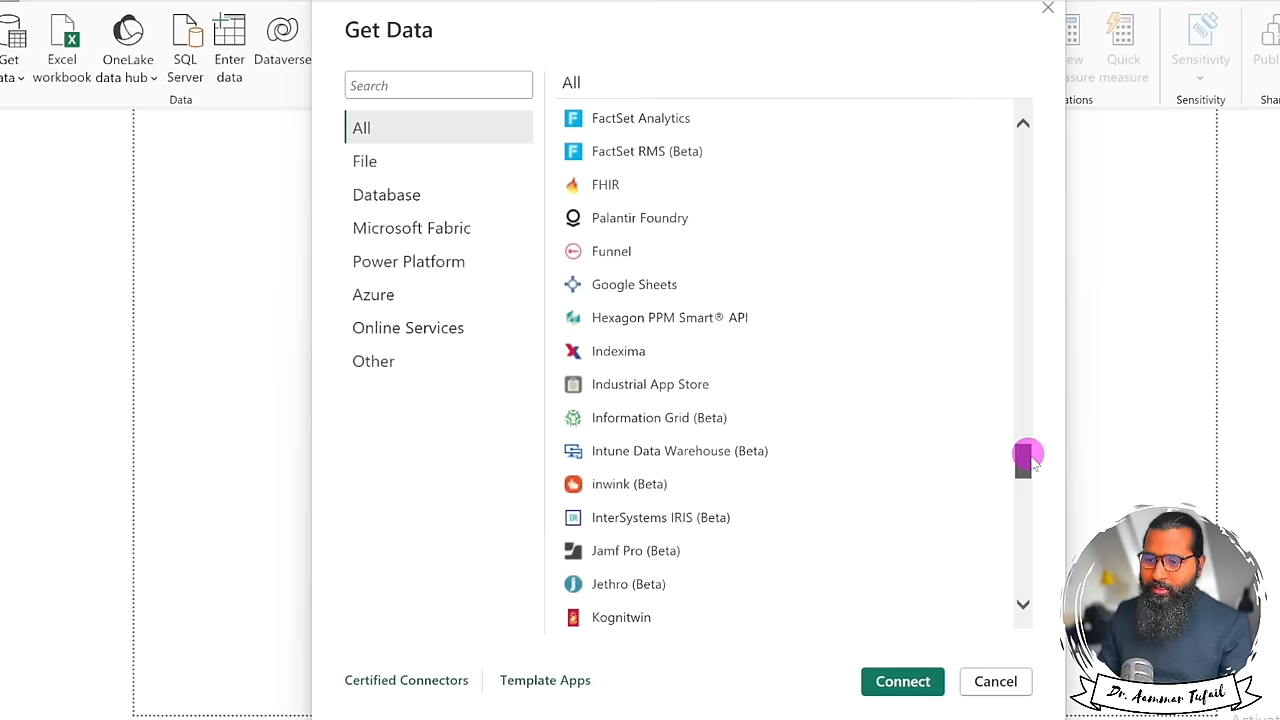 Get Data
Search
All
File
Database
Microsoft Fabric
Power Platform
Azure
Online Services
Other
All
FactSet Analytics
FactSet RMS (Beta)
FHIR
Palantir Foundry
Funnel
Google Sheets
Hexagon PPM Smart® API
Indexima
Industrial App Store
Information Grid (Beta)
Intune Data Warehouse (Beta)
inwink (Beta)
InterSystems IRIS (Beta)
Jamf Pro (Beta)
Jethro (Beta)
Kognitwin
Certified Connectors
Template Apps
Connect
Cancel
Get
Excel
workbook
OneLake
data hub
SQL
Server
Enter
data
Dataverse
Data
Quick
measure
Sensitivity
Sensitivity
Dr. Aammar Tufail